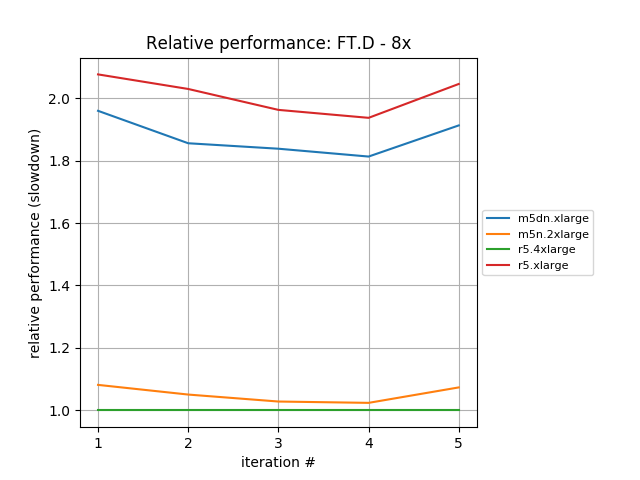 Relative performance: FT.D - 8x
relative performance (slowdown)
2.0
1.8
1.6
1.4
1.2
1.0
1 2 3 4 5
iteration #
m5dn.xlarge
m5n.2xlarge
r5.4xlarge
r5.xlarge